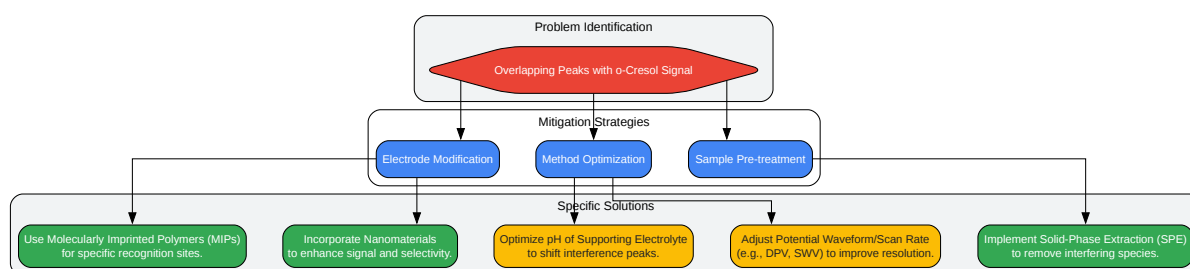 Problem Identification
Overlapping Peaks with o-Cresol Signal
Mitigation Strategies
Electrode Modification
Method Optimization
Sample Pre-treatment
Specific Solutions
Use Molecularly Imprinted Polymers (MIPs)
for specific recognition sites.
Incorporate Nanomaterials
to enhance signal and selectivity.
Optimize pH of Supporting Electrolyte
to shift interference peaks.
Adjust Potential Waveform/Scan Rate
(e.g., DPV, SWV) to improve resolution.
Implement Solid-Phase Extraction (SPE)
to remove interfering species.